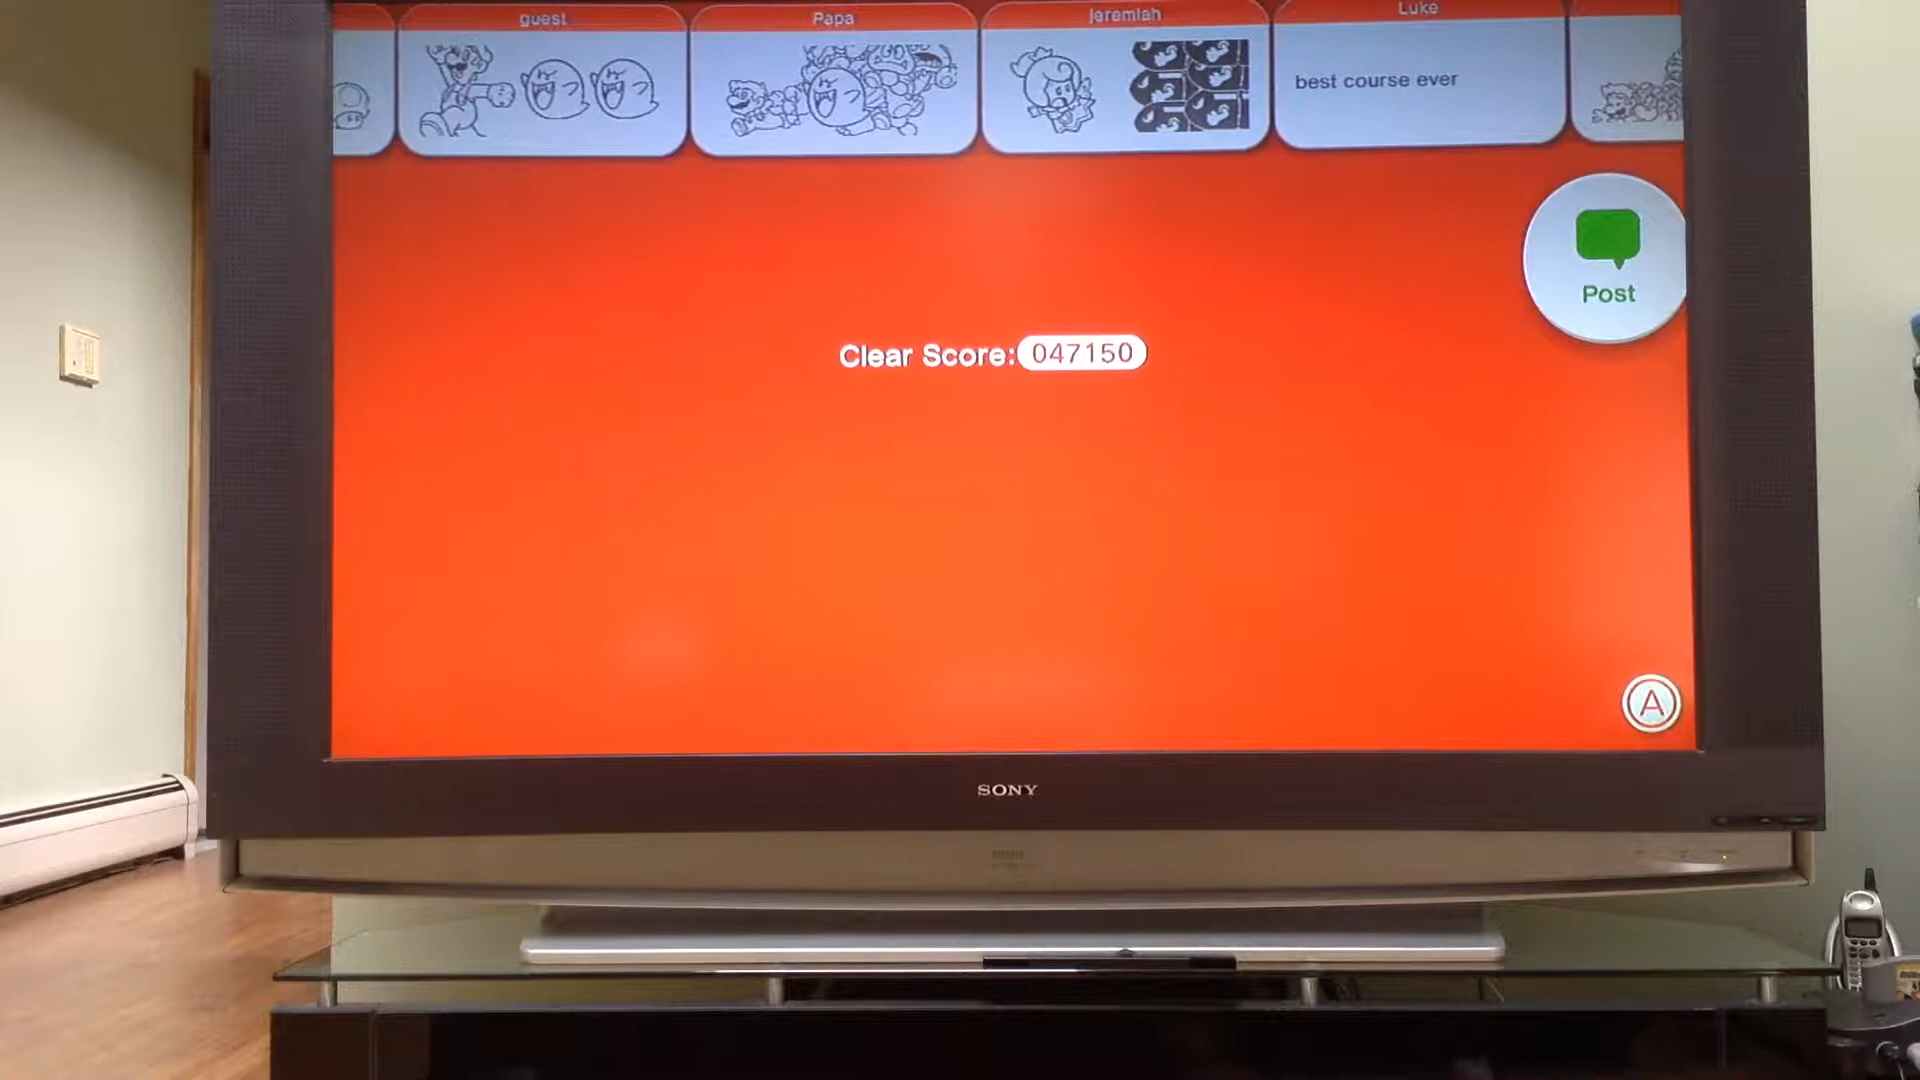 guest
Papa
jeremiah
Luke
best course ever
Post
Clear Score: 047150
A
SONY